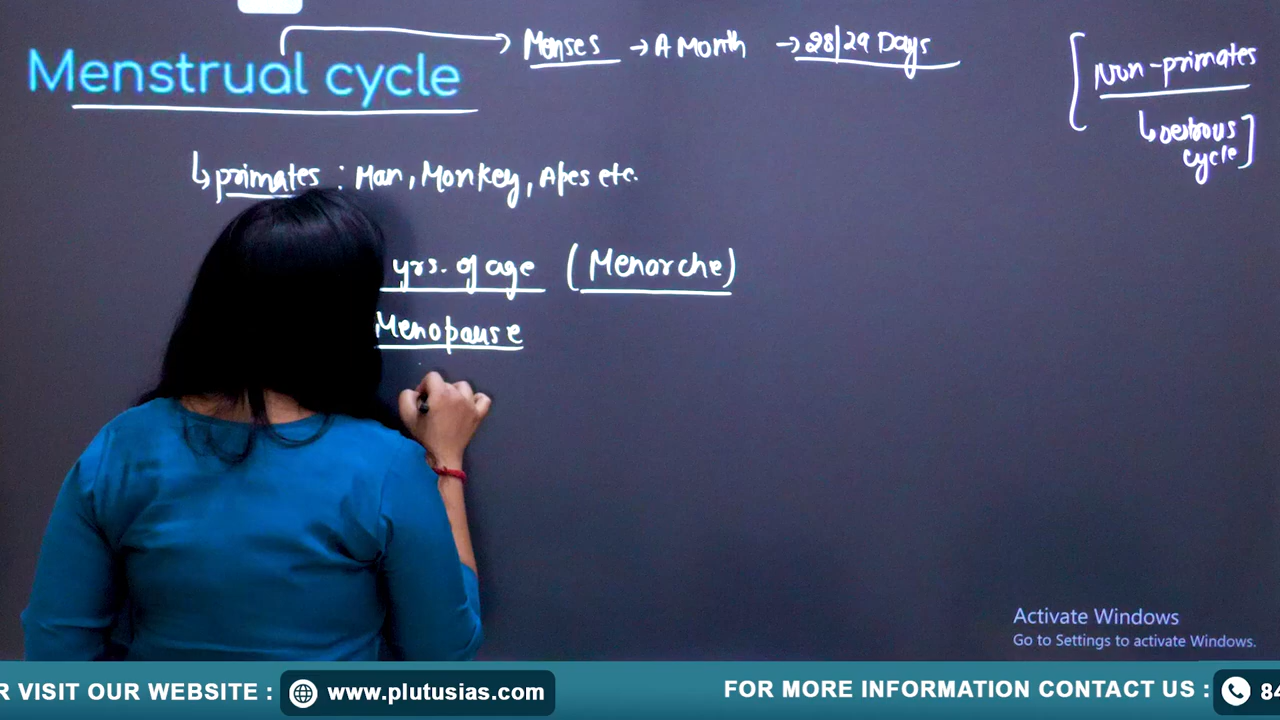 Menses → A Month → 28/29 Days
Menstrual cycle
Non-primates
↳ oestrous
cycle
↳ primates : Man, Monkey, Apes etc.
yrs. of age (Menarche)
Menopause
Activate Windows
Go to Settings to activate Windows.
R VISIT OUR WEBSITE : www.plutusias.com
FOR MORE INFORMATION CONTACT US : 84